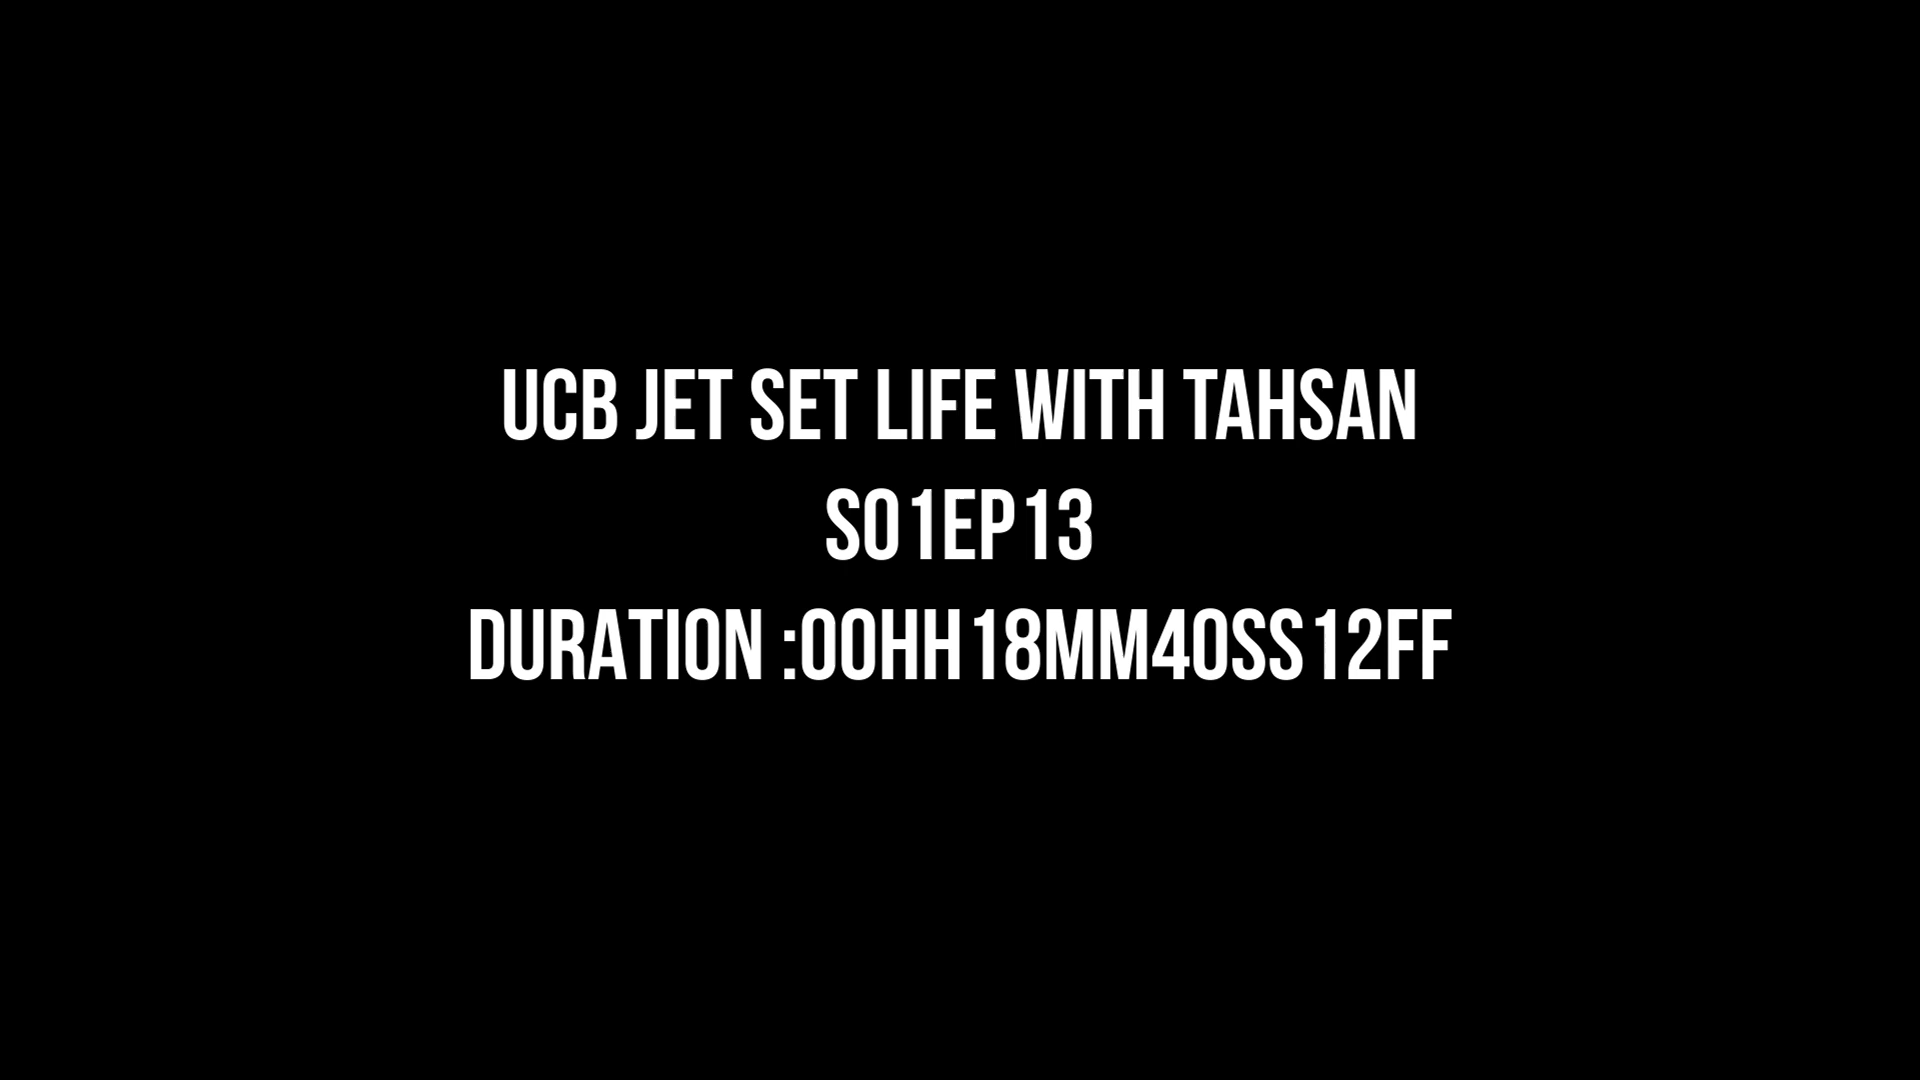 UCB JET SET LIFE WITH TAHSAN
S01EP13
DURATION :00HH18MM40SS12FF